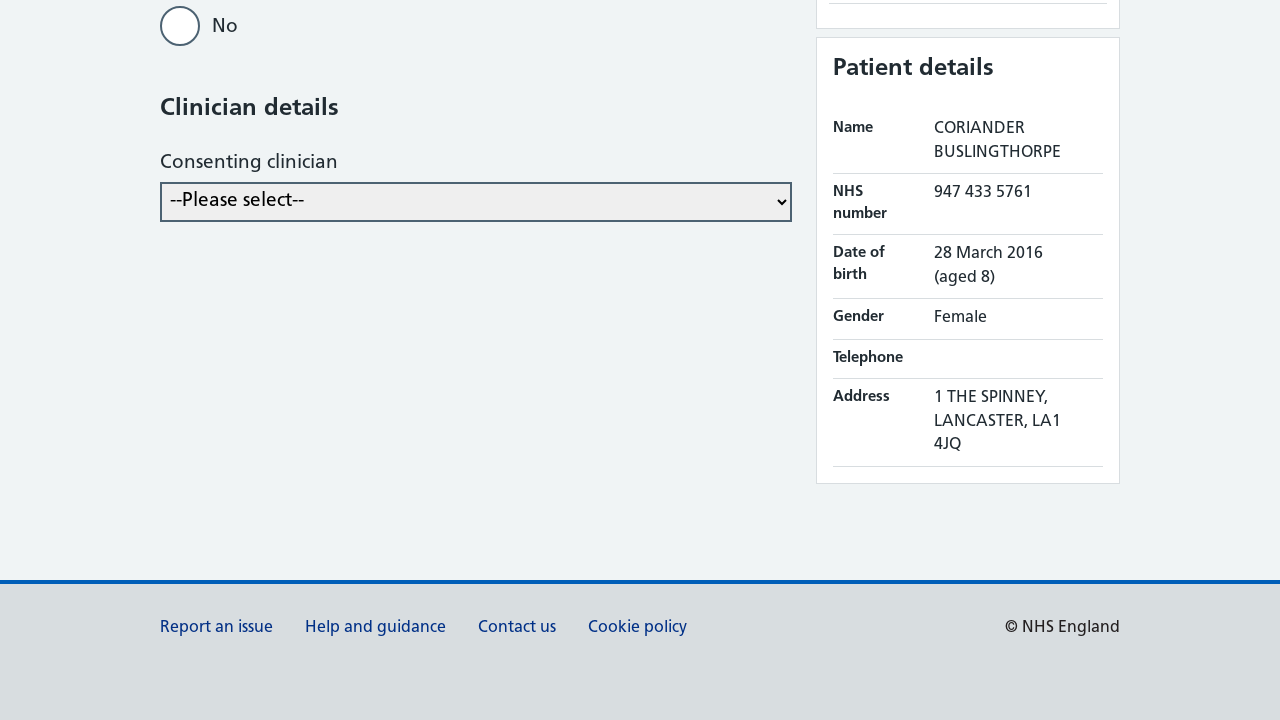 No
Clinician details
Consenting clinician
--Please select--
Patient details
Name CORIANDER
BUSLINGTHORPE
NHS number 947 433 5761
Date of birth 28 March 2016
(aged 8)
Gender Female
Telephone
Address 1 THE SPINNEY,
LANCASTER, LA1
4JQ
Report an issue Help and guidance Contact us Cookie policy © NHS England